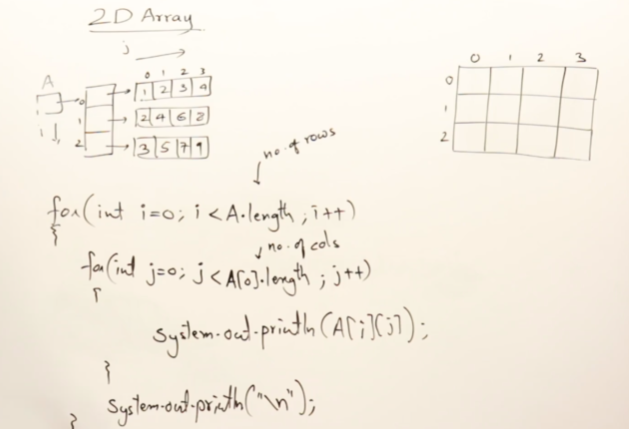 2D Array
j
0 1 2 3
A
0 1 2 3 4
1 2 4 6 8
2 3 5 7 9
i
0 1 2 3
0
1
2
no. of rows
for(int i=0; i<A.length; i++)
{
no. of cols
for(int j=0; j<A[0].length; j++)
{
System.out.println(A[i][j]);
}
System.out.println("\n");
}